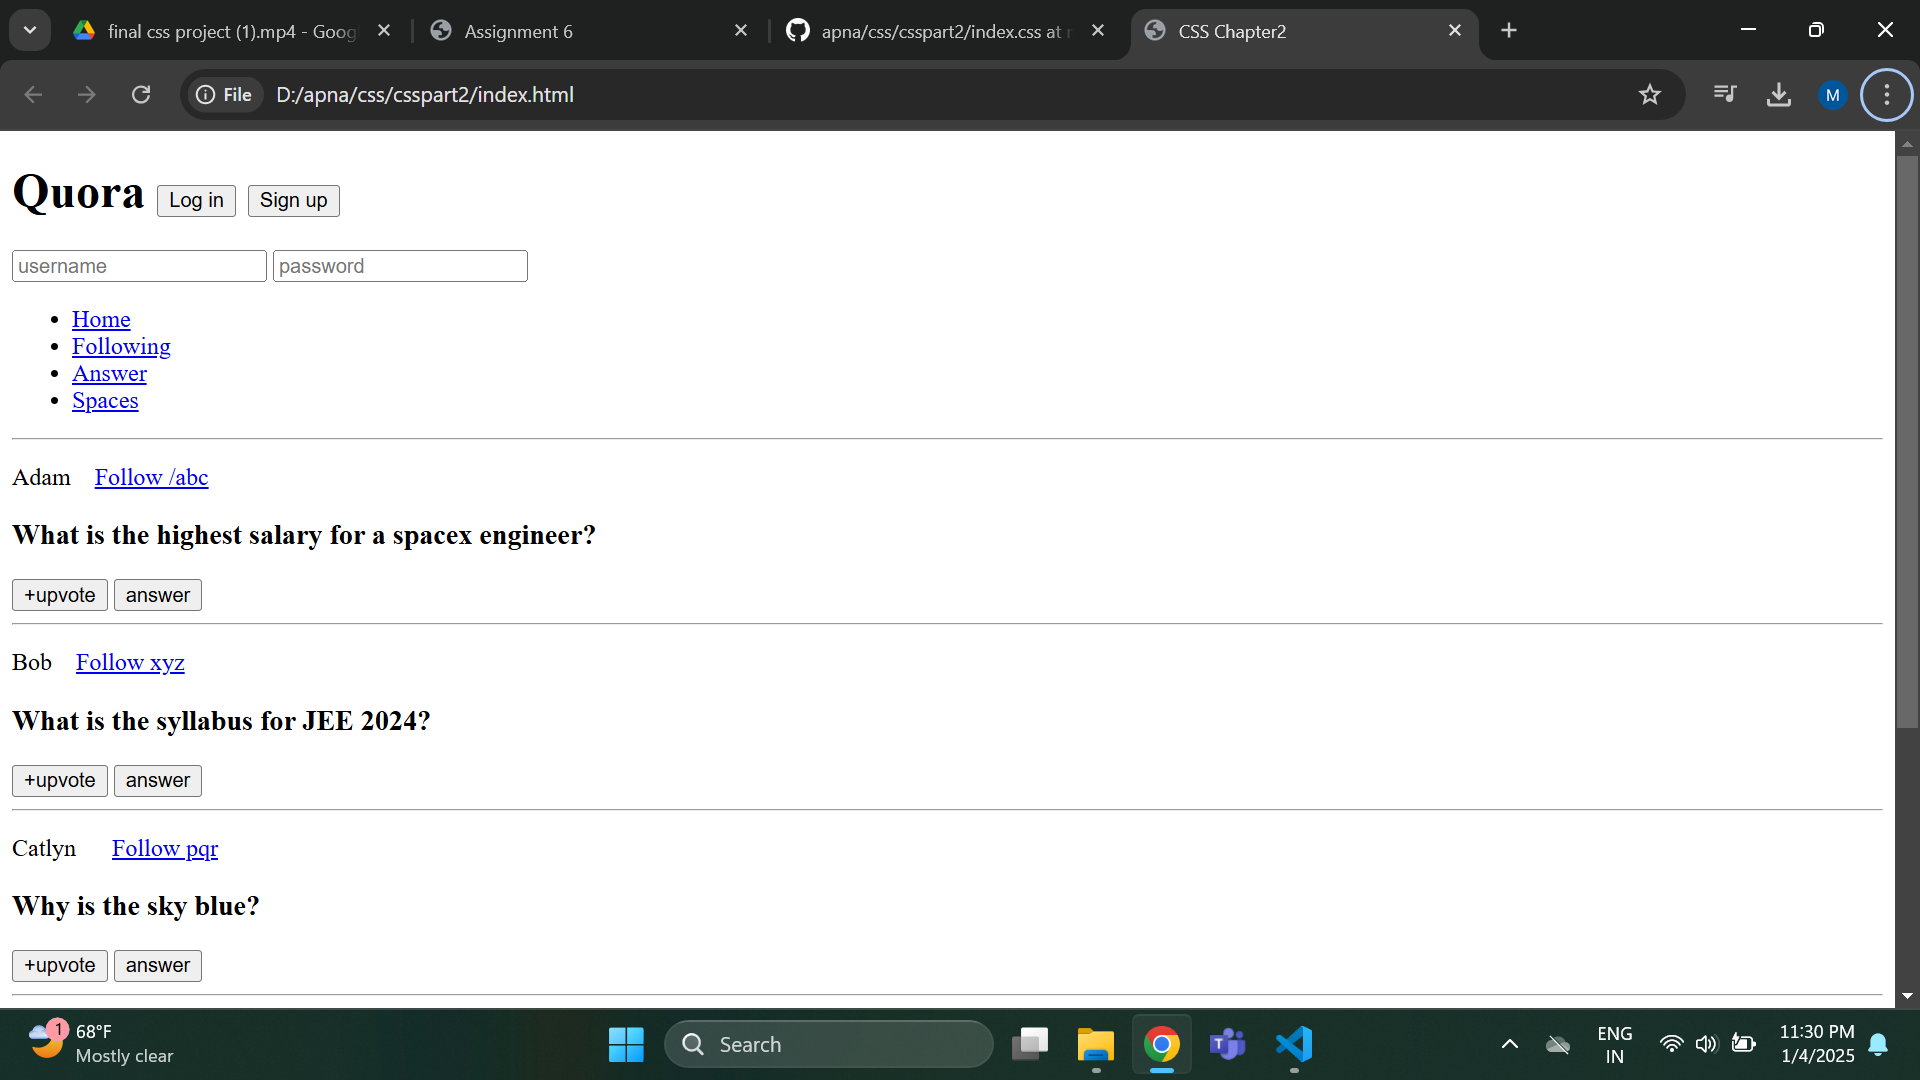 final css project (1).mp4 - Goog
Assignment 6
apna/css/csspart2/index.css at
CSS Chapter2
File
D:/apna/css/csspart2/index.html
M
Quora
Log in
Sign up
username
password
Home
Following
Answer
Spaces
Adam Follow /abc
What is the highest salary for a spacex engineer?
+upvote answer
Bob Follow xyz
What is the syllabus for JEE 2024?
+upvote answer
Catlyn Follow pqr
Why is the sky blue?
+upvote answer
1
68°F
Mostly clear
Search
T
ENG
IN
11:30 PM
1/4/2025